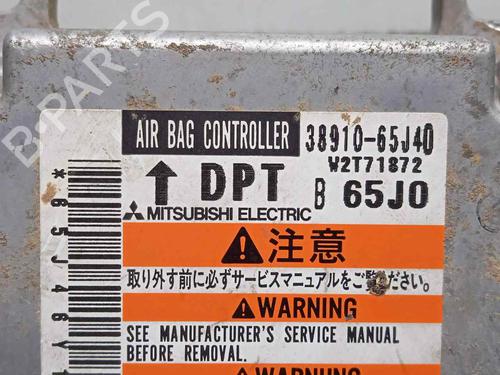 AIR BAG CONTROLLER 38910-65J40
W2T71872
↑ DPT B 65J0
MITSUBISHI ELECTRIC
注意
取り外す前に必ずサービスマニュアルをご覧ください。
WARNING
SEE MANUFACTURER'S SERVICE MANUAL
BEFORE REMOVAL.
WARNUNG
*65J46Y
B-PARTS